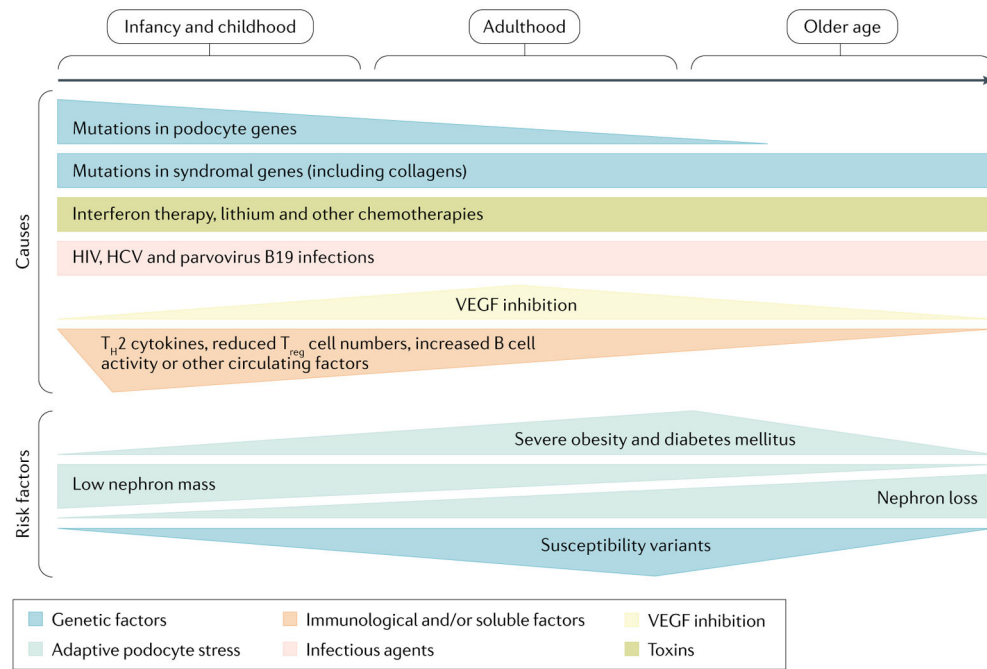 Infancy and childhood
Adulthood
Older age
Causes
Mutations in podocyte genes
Mutations in syndromal genes (including collagens)
Interferon therapy, lithium and other chemotherapies
HIV, HCV and parvovirus B19 infections
VEGF inhibition
TH2 cytokines, reduced Treg cell numbers, increased B cell
activity or other circulating factors
Risk factors
Severe obesity and diabetes mellitus
Low nephron mass
Nephron loss
Susceptibility variants
Genetic factors
Immunological and/or soluble factors
VEGF inhibition
Adaptive podocyte stress
Infectious agents
Toxins